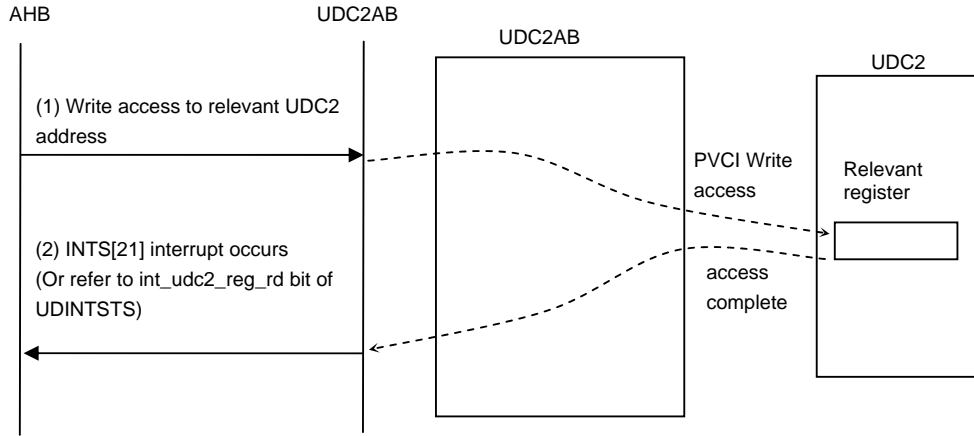 AHB
UDC2AB
UDC2AB
UDC2
(1) Write access to relevant UDC2
address
PVCI Write
access
Relevant
register
(2) INTS[21] interrupt occurs
(Or refer to int_udc2_reg_rd bit of
UDINTSTS)
access
complete